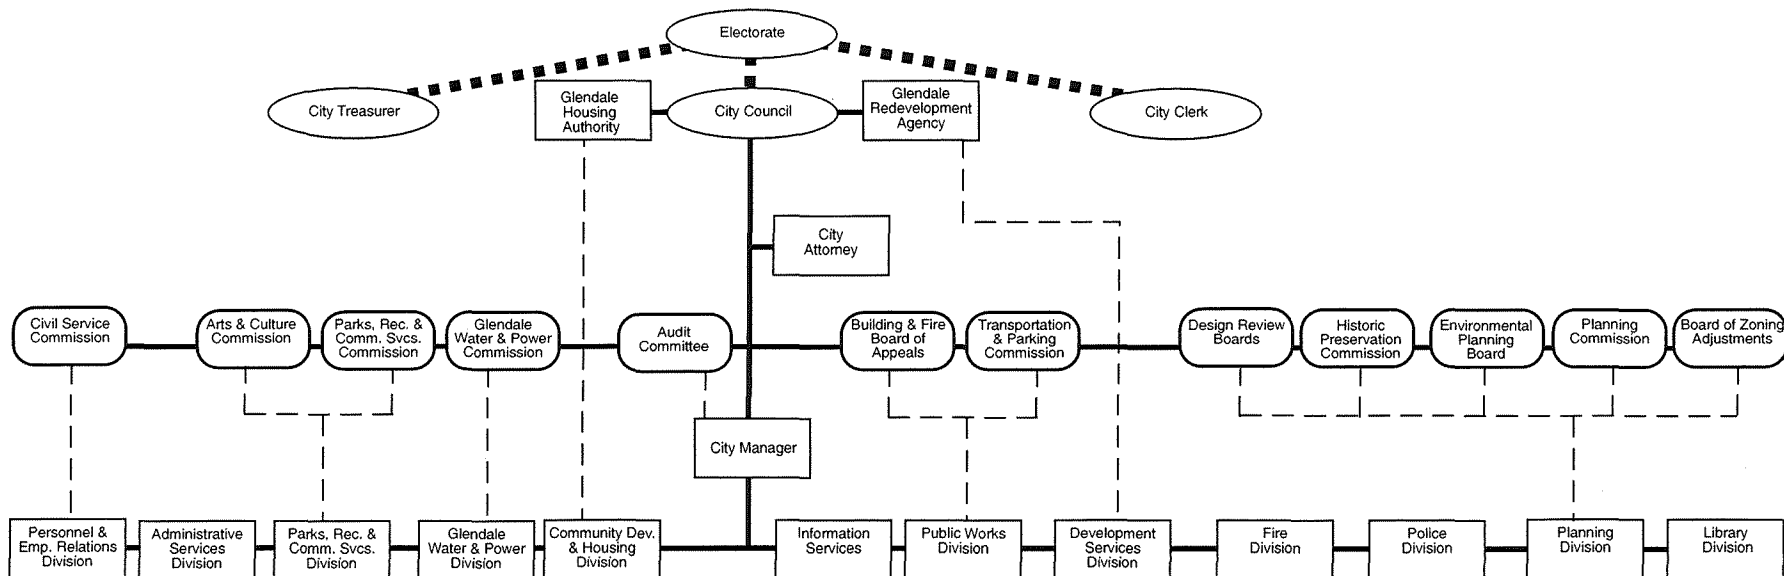 Electorate
City Treasurer
Glendale
Housing
Authority
City Council
Glendale
Redevelopment
Agency
City Clerk
City
Attorney
Civil Service
Commission
Arts & Culture
Commission
Parks, Rec. &
Comm. Svcs.
Commission
Glendale
Water & Power
Commission
Audit
Committee
Building & Fire
Board of
Appeals
Transportation
& Parking
Commission
Design Review
Boards
Historic
Preservation
Commission
Environmental
Planning
Board
Planning
Commission
Board of Zoning
Adjustments
City Manager
Personnel &
Emp. Relations
Division
Administrative
Services
Division
Parks, Rec. &
Comm. Svcs.
Division
Glendale
Water & Power
Division
Community Dev.
& Housing
Division
Information
Services
Public Works
Division
Development
Services
Division
Fire
Division
Police
Division
Planning
Division
Library
Division